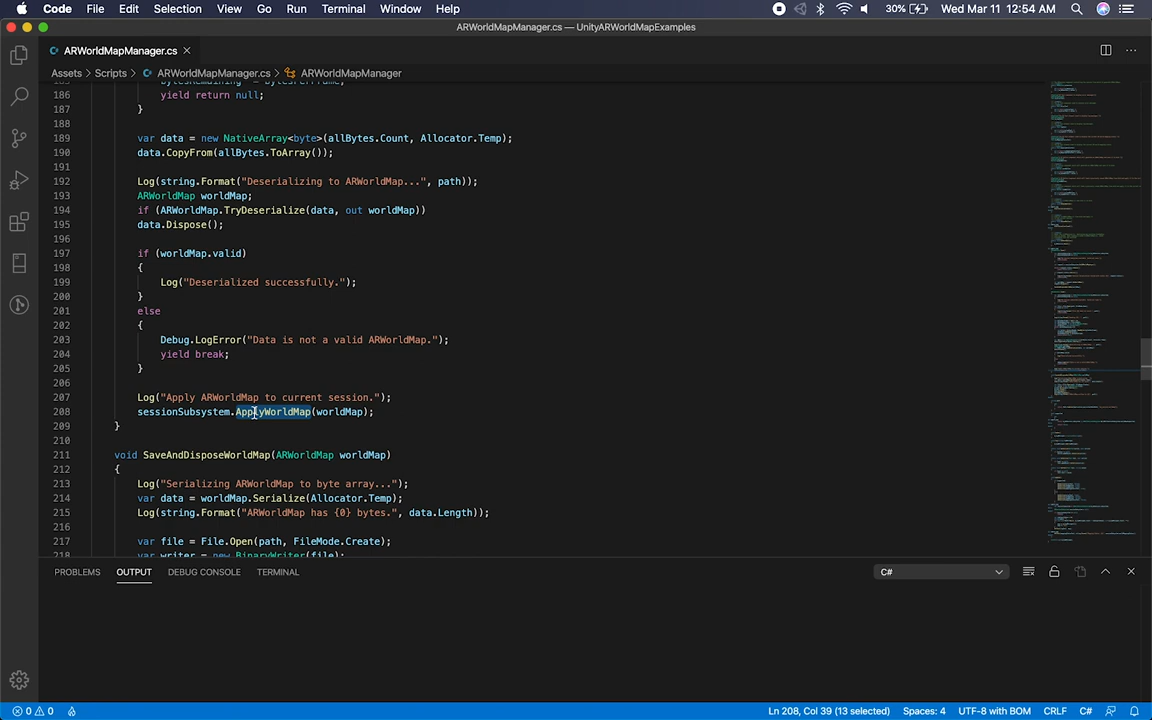 Code File Edit Selection View Go Run Terminal Window Help 30% Wed Mar 11 12:54 AM
ARWorldMapManager.cs — UnityARWorldMapExamples
ARWorldMapManager.cs
Assets > Scripts > ARWorldMapManager.cs > ARWorldMapManager
186 yield return null;
187 }
188
189 var data = new NativeArray<byte>(allBytes.Count, Allocator.Temp);
190 data.CopyFrom(allBytes.ToArray());
191
192 Log(string.Format("Deserializing to ARWorldMap...", path));
193 ARWorldMap worldMap;
194 if (ARWorldMap.TryDeserialize(data, out worldMap))
195 data.Dispose();
196
197 if (worldMap.valid)
198 {
199 Log("Deserialized successfully.");
200 }
201 else
202 {
203 Debug.LogError("Data is not a valid ARWorldMap.");
204 yield break;
205 }
206
207 Log("Apply ARWorldMap to current session.");
208 sessionSubsystem.ApplyWorldMap(worldMap);
209 }
210
211 void SaveAndDisposeWorldMap(ARWorldMap worldMap)
212 {
213 Log("Serializing ARWorldMap to byte array...");
214 var data = worldMap.Serialize(Allocator.Temp);
215 Log(string.Format("ARWorldMap has {0} bytes.", data.Length));
216
217 var file = File.Open(path, FileMode.Create);
218 var writer = new BinaryWriter(file);
PROBLEMS OUTPUT DEBUG CONSOLE TERMINAL C#
0 0 Ln 208, Col 39 (13 selected) Spaces: 4 UTF-8 with BOM CRLF C#